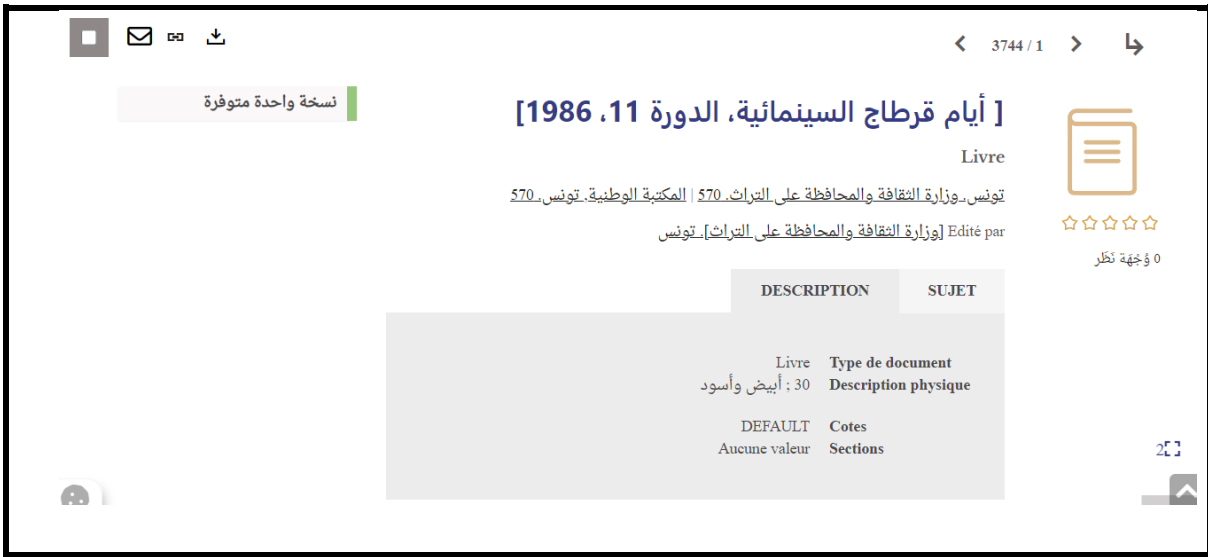 3744 / 1
نسخة واحدة متوفرة
[ أيام قرطاج السينمائية، الدورة 11، 1986]
Livre
تونس. وزارة الثقافة والمحافظة على التراث. 570 | المكتبة الوطنية. تونس. 570
Edité par [وزارة الثقافة والمحافظة على التراث]. تونس
0 وُجْهَة نَظَر
SUJET
DESCRIPTION
Type de document Livre
Description physique 30 : أبيض وأسود
Cotes DEFAULT
Sections Aucune valeur
2